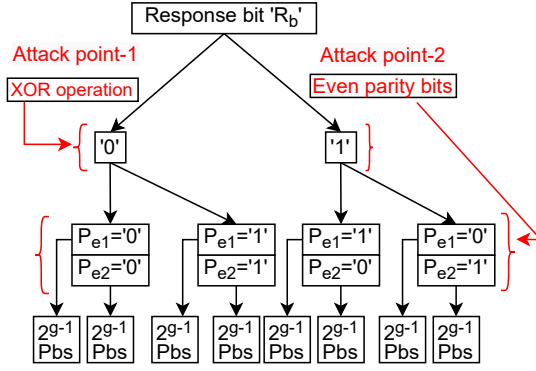 Response bit 'R_b'
Attack point-1
Attack point-2
XOR operation
Even parity bits
'0'
'1'
P_e1='0'
P_e2='0'
P_e1='1'
P_e2='1'
P_e1='1'
P_e2='0'
P_e1='0'
P_e2='1'
2^g-1
Pbs
2^g-1
Pbs
2^g-1
Pbs
2^g-1
Pbs
2^g-1
Pbs
2^g-1
Pbs
2^g-1
Pbs
2^g-1
Pbs